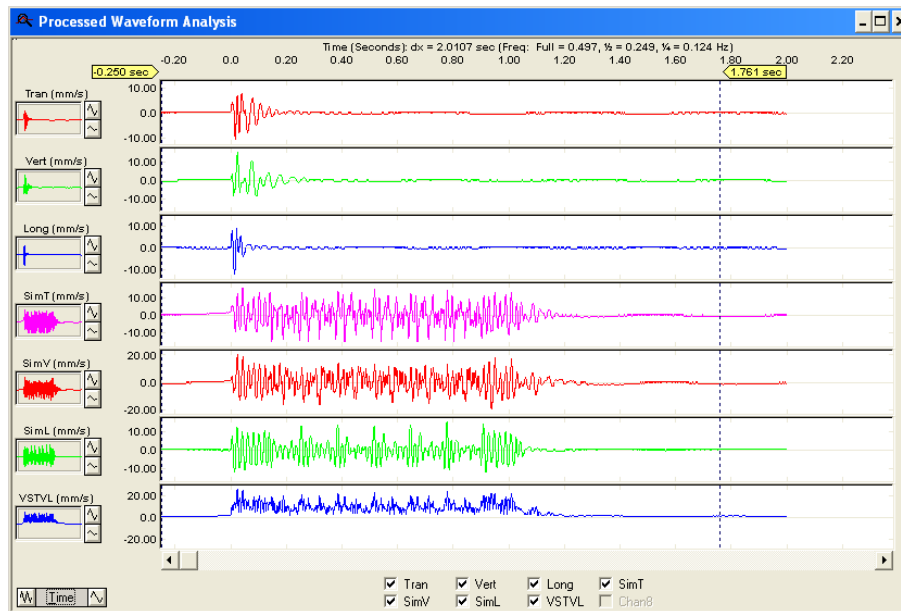 Processed Waveform Analysis
Time (Seconds): dx = 2.0107 sec (Freq: Full = 0.497, ½ = 0.249, ¼ = 0.124 Hz)
-0.20 0.0 0.20 0.40 0.60 0.80 1.00 1.20 1.40 1.60 1.80 2.00 2.20
-0.250 sec 1.761 sec
Tran (mm/s)
10.00
0.0
-10.00
Vert (mm/s)
10.00
0.0
-10.00
Long (mm/s)
10.00
0.0
-10.00
SimT (mm/s)
10.00
0.0
-10.00
SimV (mm/s)
20.00
0.0
-20.00
SimL (mm/s)
10.00
0.0
-10.00
VSTVL (mm/s)
20.00
0.0
-20.00
Time
Tran Vert Long SimT
SimV SimL VSTVL Chan8